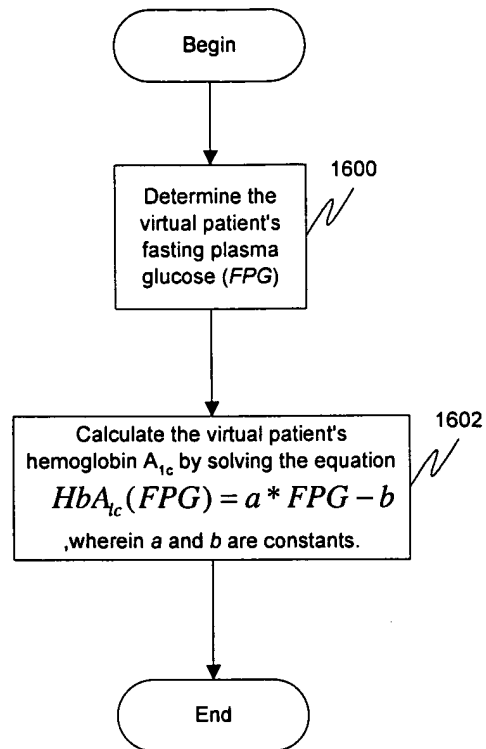 Begin
1600
Determine the
virtual patient's
fasting plasma
glucose (FPG)
1602
Calculate the virtual patient's
hemoglobin A1c by solving the equation
HbA1c(FPG) = a * FPG − b
,wherein a and b are constants.
End